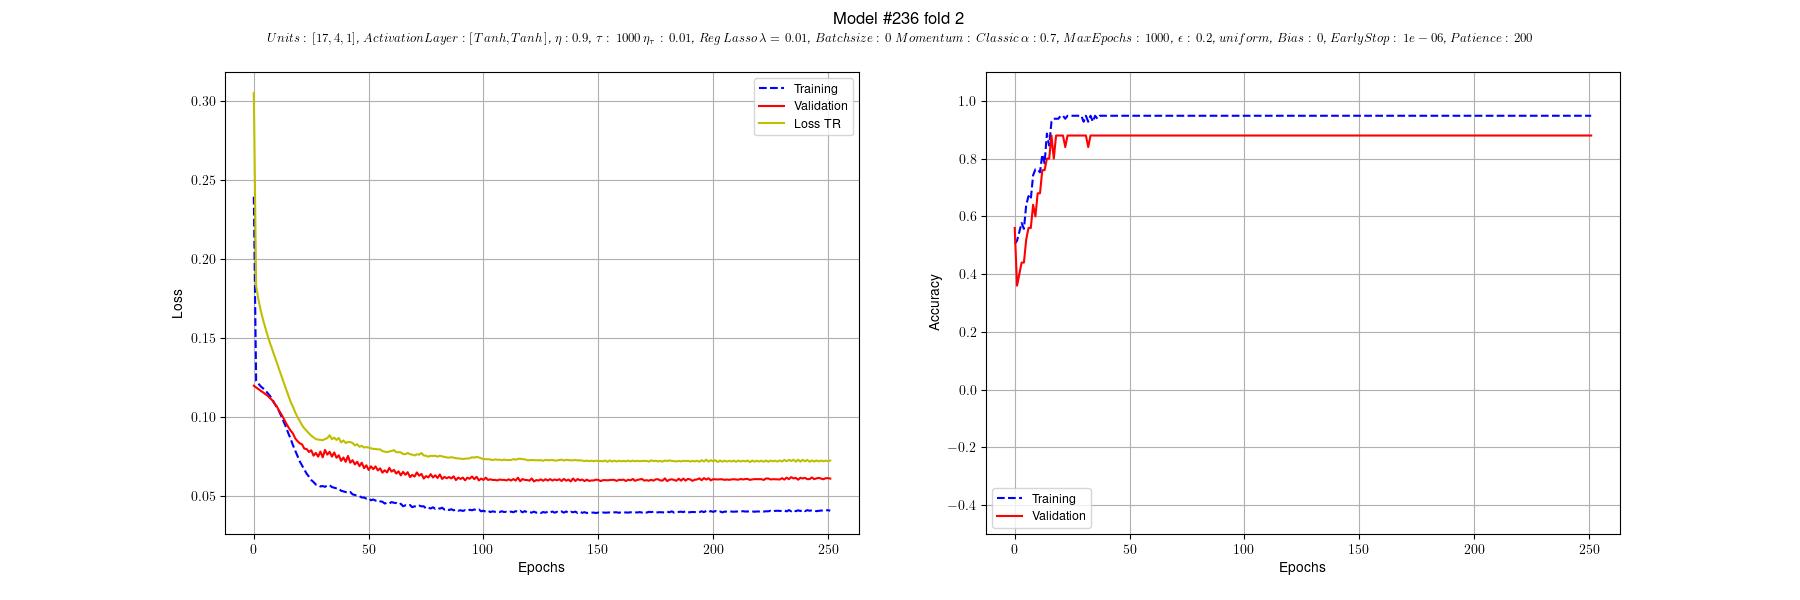 Model #236 fold 2
Units : [17, 4, 1], ActivationLayer : [Tanh, Tanh], η : 0.9, τ : 1000 η_τ : 0.01, Reg Lasso λ = 0.01, Batchsize : 0 Momentum : Classic α : 0.7, MaxEpochs : 1000, ϵ : 0.2, uniform, Bias : 0, EarlyStop : 1e − 06, Patience : 200
Training
Validation
Loss TR
0.30
0.25
0.20
0.15
0.10
0.05
Loss
0 50 100 150 200 250
Epochs
1.0
0.8
0.6
0.4
0.2
0.0
−0.2
−0.4
Accuracy
Training
Validation
0 50 100 150 200 250
Epochs